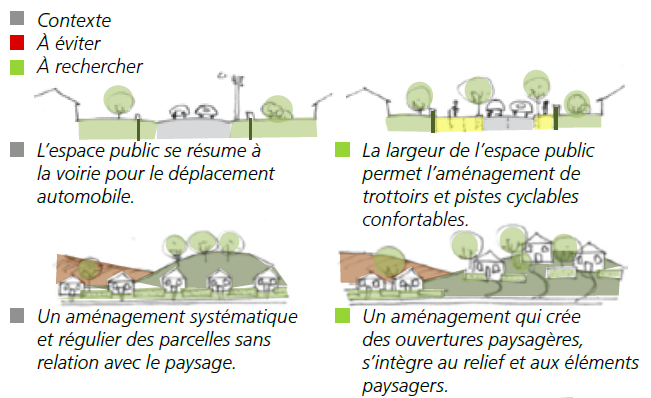 Contexte
À éviter
À rechercher
L’espace public se résume à
la voirie pour le déplacement
automobile.
La largeur de l’espace public
permet l’aménagement de
trottoirs et pistes cyclables
confortables.
Un aménagement systématique
et régulier des parcelles sans
relation avec le paysage.
Un aménagement qui crée
des ouvertures paysagères,
s’intègre au relief et aux éléments
paysagers.